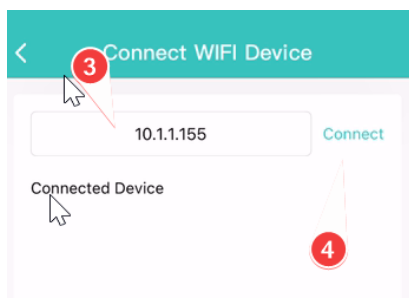 Connect WIFI Device
3
10.1.1.155
Connect
Connected Device
4